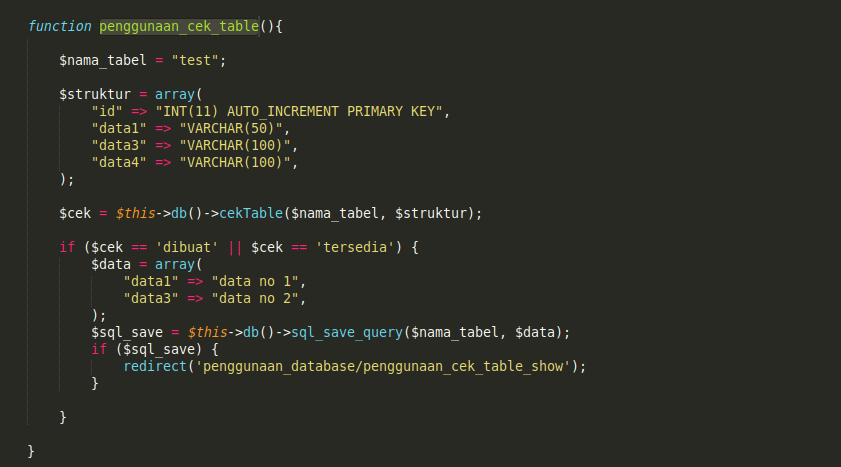 function penggunaan_cek_table(){
$nama_tabel = "test";
$struktur = array(
"id" => "INT(11) AUTO_INCREMENT PRIMARY KEY",
"data1" => "VARCHAR(50)",
"data3" => "VARCHAR(100)",
"data4" => "VARCHAR(100)",
);
$cek = $this->db()->cekTable($nama_tabel, $struktur);
if ($cek == 'dibuat' || $cek == 'tersedia') {
$data = array(
"data1" => "data no 1",
"data3" => "data no 2",
);
$sql_save = $this->db()->sql_save_query($nama_tabel, $data);
if ($sql_save) {
redirect('penggunaan_database/penggunaan_cek_table_show');
}
}
}